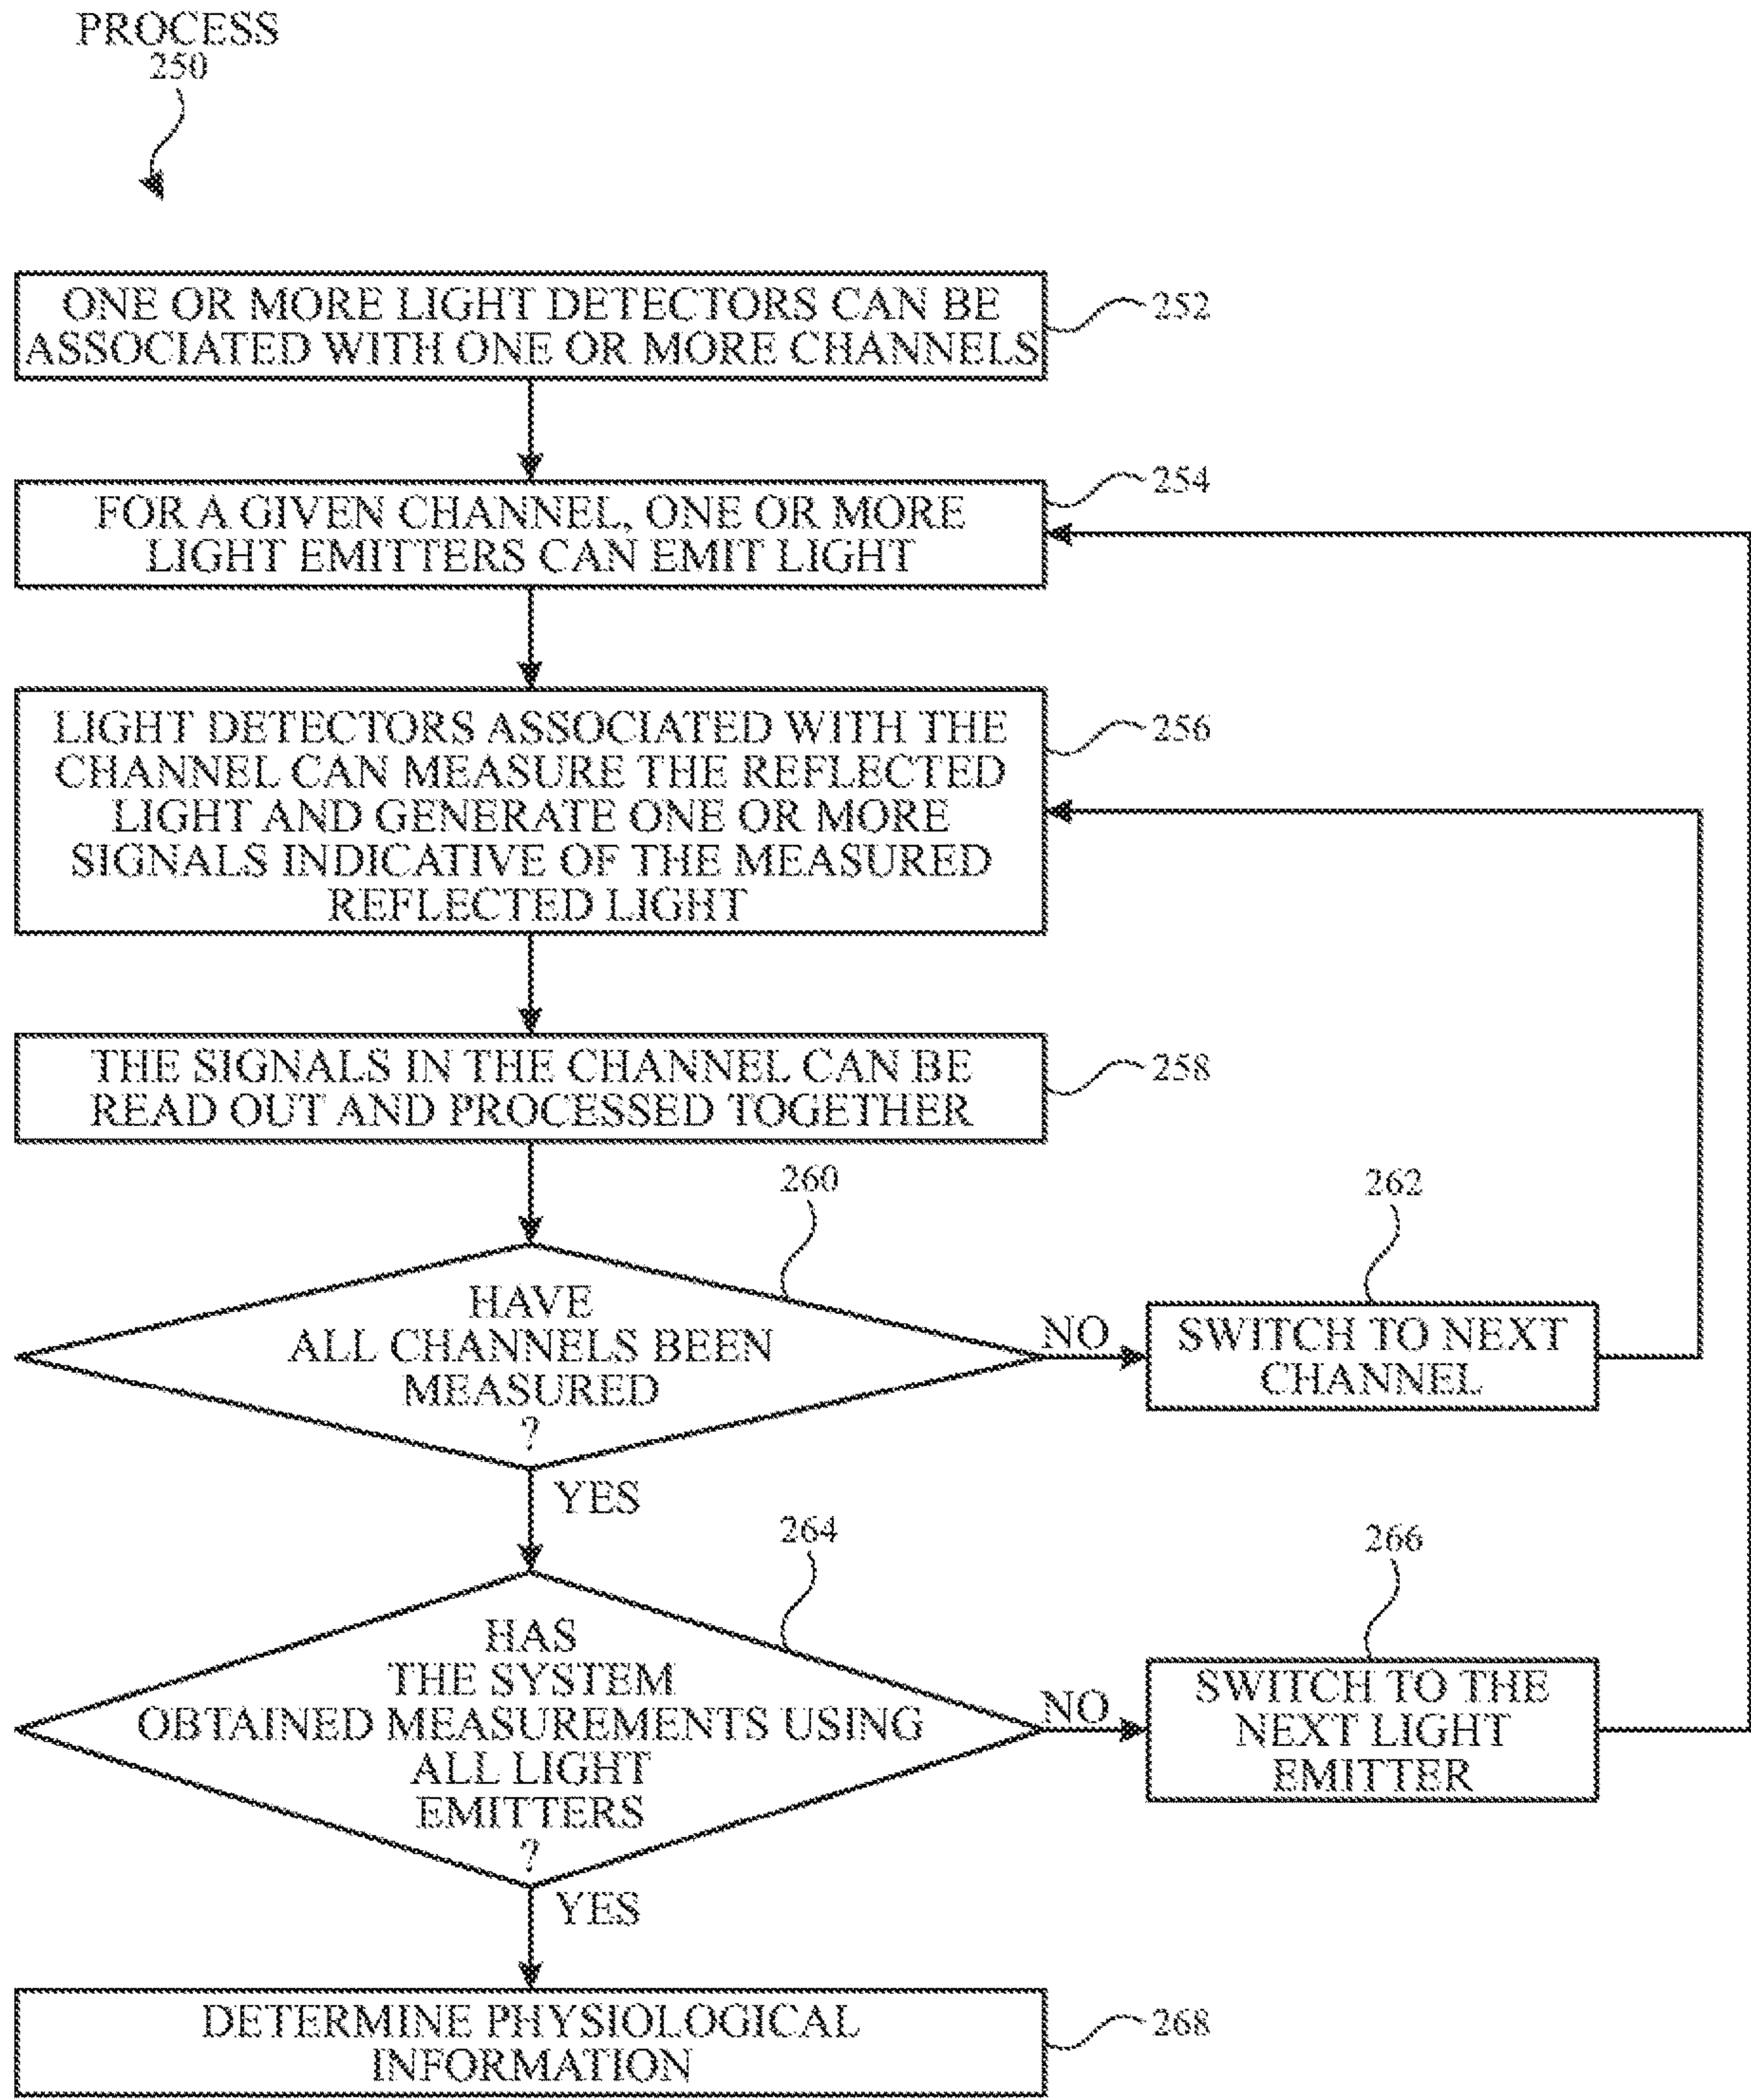 PROCESS
250
ONE OR MORE LIGHT DETECTORS CAN BE
ASSOCIATED WITH ONE OR MORE CHANNELS
252
FOR A GIVEN CHANNEL, ONE OR MORE
LIGHT EMITTERS CAN EMIT LIGHT
254
LIGHT DETECTORS ASSOCIATED WITH THE
CHANNEL CAN MEASURE THE REFLECTED
LIGHT AND GENERATE ONE OR MORE
SIGNALS INDICATIVE OF THE MEASURED
REFLECTED LIGHT
256
THE SIGNALS IN THE CHANNEL CAN BE
READ OUT AND PROCESSED TOGETHER
258
260
HAVE
ALL CHANNELS BEEN
MEASURED
?
NO
262
SWITCH TO NEXT
CHANNEL
YES
264
HAS
THE SYSTEM
OBTAINED MEASUREMENTS USING
ALL LIGHT
EMITTERS
?
NO
266
SWITCH TO THE
NEXT LIGHT
EMITTER
YES
DETERMINE PHYSIOLOGICAL
INFORMATION
268